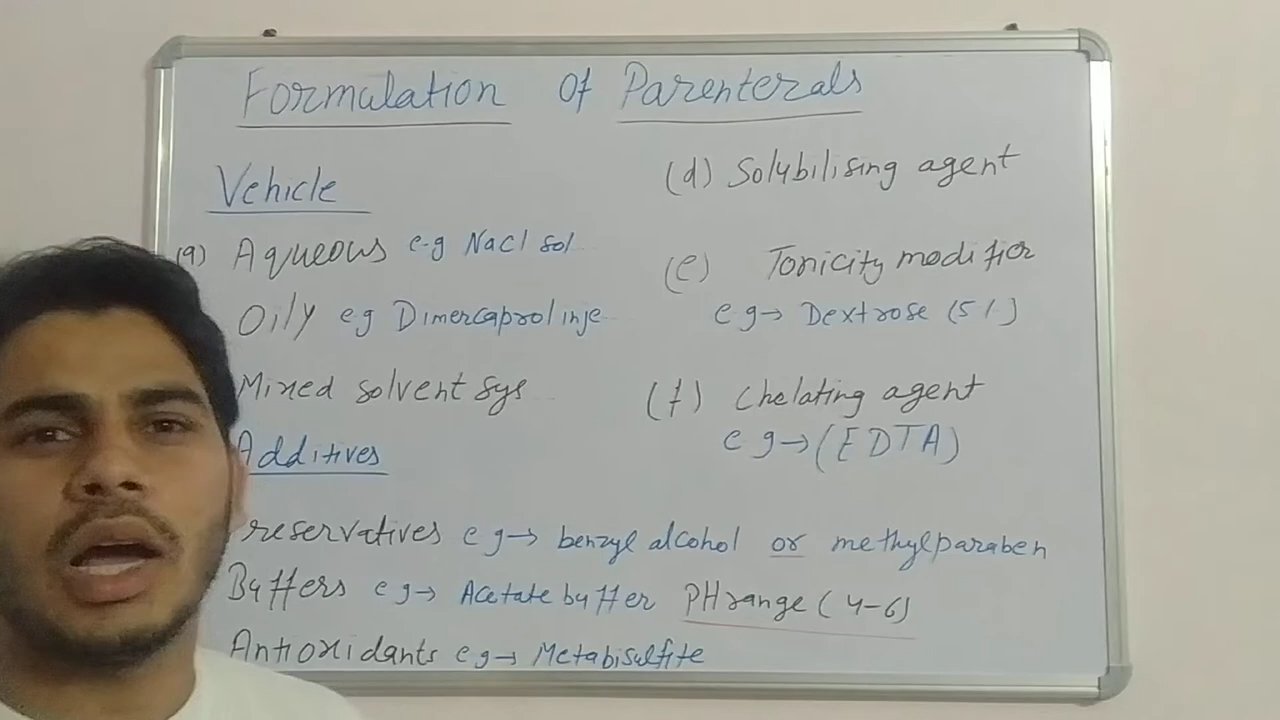 Formulation Of Parenterals
Vehicle
(a) Aqueous e-g Nacl sol
Oily eg Dimercaprol inje
Mixed solvent sys
Additives
reservatives e g→ benzyl alcohol or methylparaben
Buffers e g→ Acetate buffer PH range (4-6)
Antioxidants e g→ Metabisulfite
(d) Solubilising agent
(e) Tonicity modifier
e g→ Dextrose (5%)
(f) Chelating agent
e g→ (EDTA)